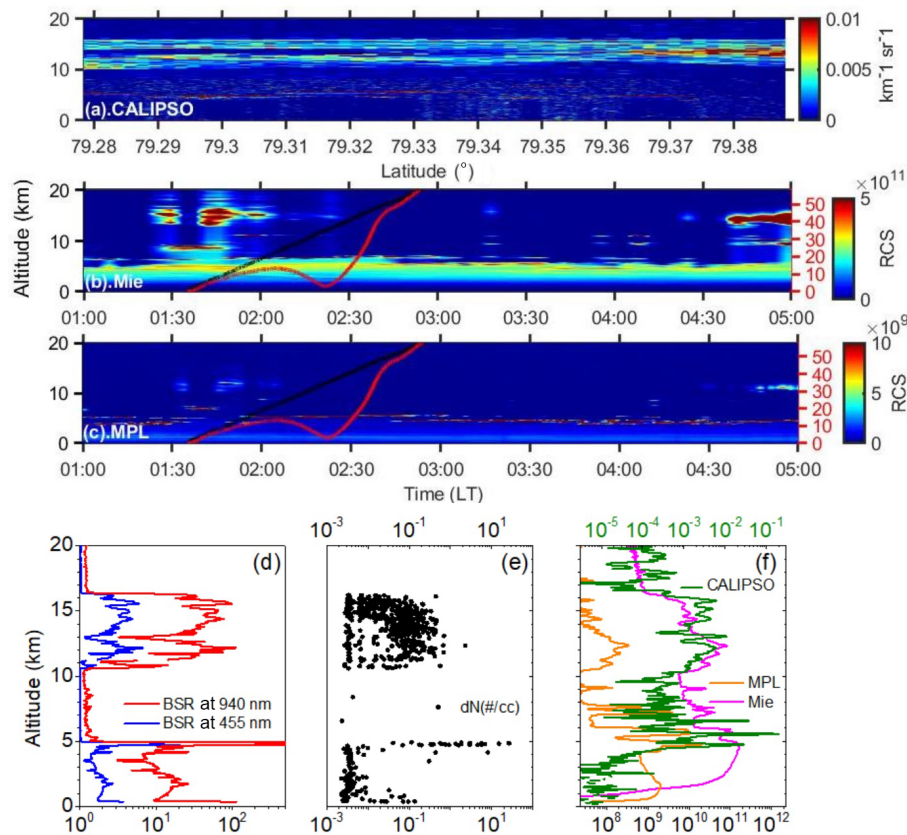 20
10
0
(a).CALIPSO
0.01
0.005
0
km⁻¹ sr⁻¹
79.28 79.29 79.3 79.31 79.32 79.33 79.34 79.35 79.36 79.37 79.38
Latitude (°)
Altitude (km)
20
10
0
(b).Mie
50
40
30
20
10
0
5 ×10¹¹
0
RCS
01:00 01:30 02:00 02:30 03:00 03:30 04:00 04:30 05:00
20
10
0
(c).MPL
50
40
30
20
10
0
10 ×10⁹
5
0
RCS
01:00 01:30 02:00 02:30 03:00 03:30 04:00 04:30 05:00
Time (LT)
10⁻³ 10⁻¹ 10¹
10⁻⁵ 10⁻⁴ 10⁻³ 10⁻² 10⁻¹
Altitude (km)
20
15
10
5
0
(d)
BSR at 940 nm
BSR at 455 nm
10⁰ 10¹ 10²
(e)
dN(#/cc)
10⁻³ 10⁻¹ 10¹
(f)
CALIPSO
MPL
Mie
10⁸ 10⁹ 10¹⁰ 10¹¹ 10¹²